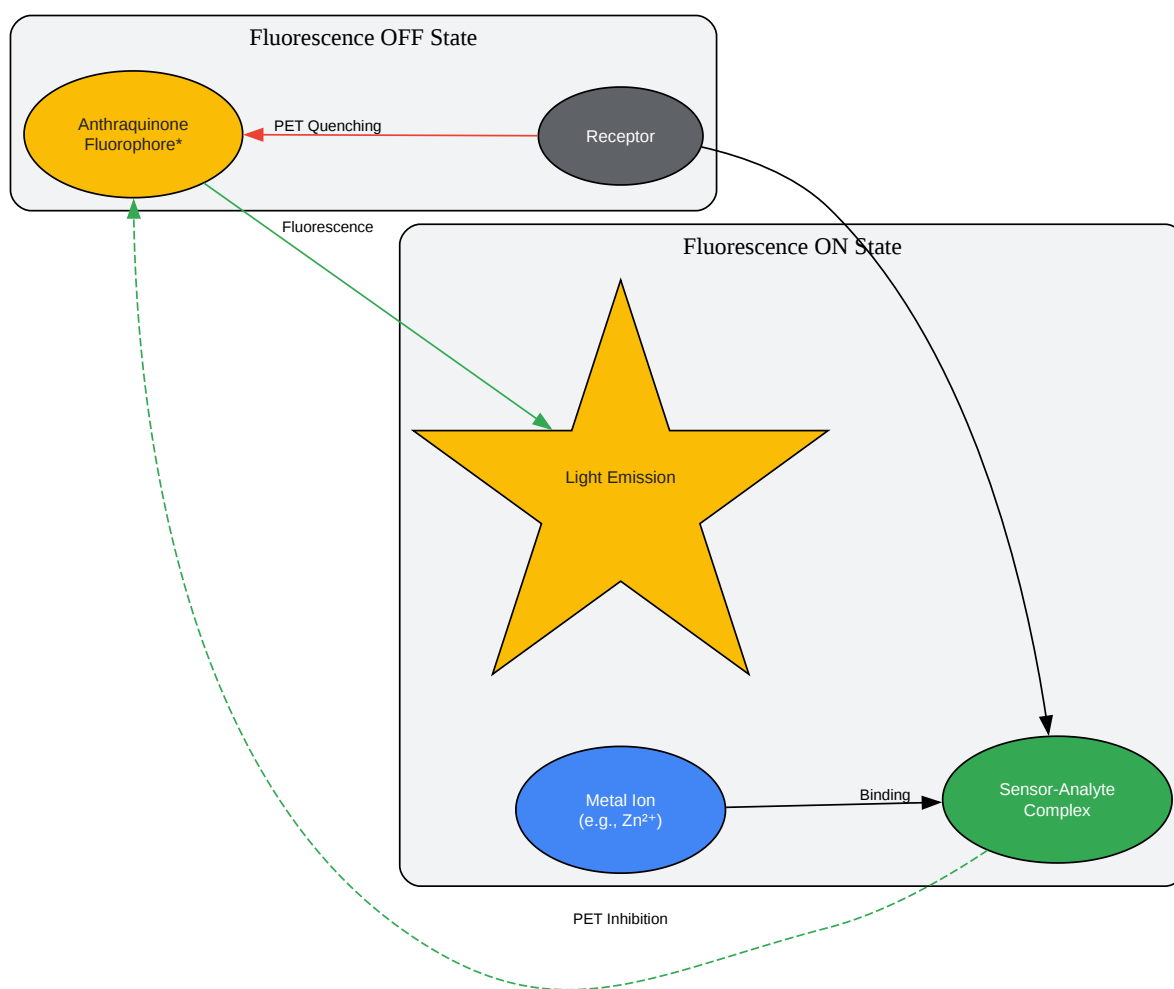 Fluorescence OFF State
Anthraquinone
Fluorophore*
PET Quenching
Receptor
Fluorescence
Fluorescence ON State
Light Emission
Metal Ion
(e.g., Zn²⁺)
Binding
Sensor-Analyte
Complex
PET Inhibition